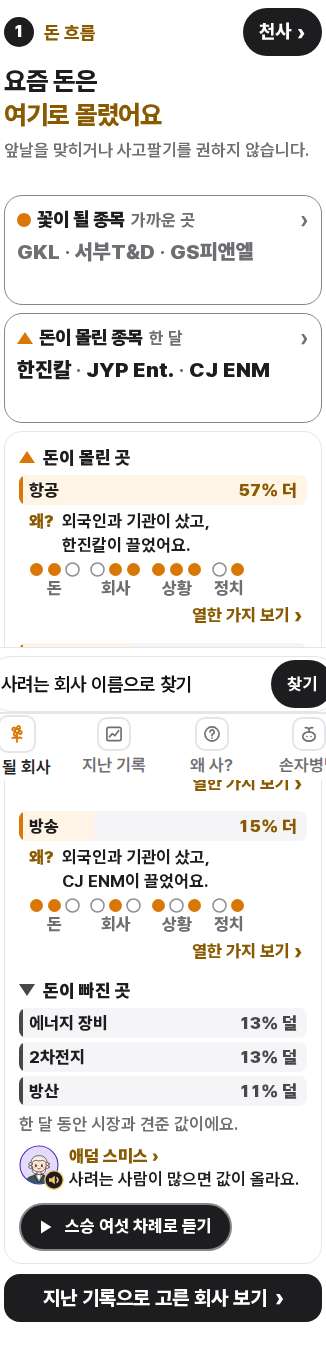 1 돈 흐름
천사 ›
요즘 돈은
여기로 몰렸어요
앞날을 맞히거나 사고팔기를 권하지 않습니다.
꽃이 될 종목 가까운 곳 ›
GKL · 서부T&D · GS피앤엘
돈이 몰린 종목 한 달 ›
한진칼 · JYP Ent. · CJ ENM
돈이 몰린 곳
항공 57% 더
왜? 외국인과 기관이 샀고,
한진칼이 끌었어요.
돈 회사 상황 정치
열한 가지 보기 ›
사려는 회사 이름으로 찾기 찾기
될 회사 지난 기록 왜 사? 손자병
열한 가지 보기 ›
방송 15% 더
왜? 외국인과 기관이 샀고,
CJ ENM이 끌었어요.
돈 회사 상황 정치
열한 가지 보기 ›
돈이 빠진 곳
에너지 장비 13% 덜
2차전지 13% 덜
방산 11% 덜
한 달 동안 시장과 견준 값이에요.
애덤 스미스 ›
사려는 사람이 많으면 값이 올라요.
스승 여섯 차례로 듣기
지난 기록으로 고른 회사 보기 ›